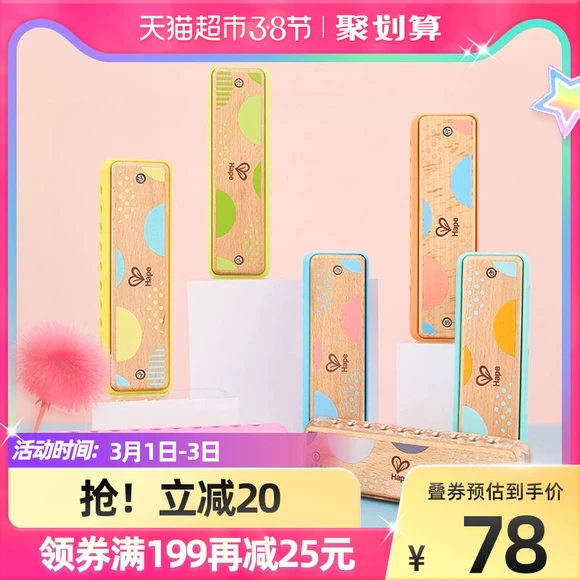 天猫超市38节 聚划算
Hape
Hape
Hape
Hape
Hape
Hape
活动时间: 3月1日-3日
抢！立减20
领券满199再减25元
叠券预估到手价
¥ 78